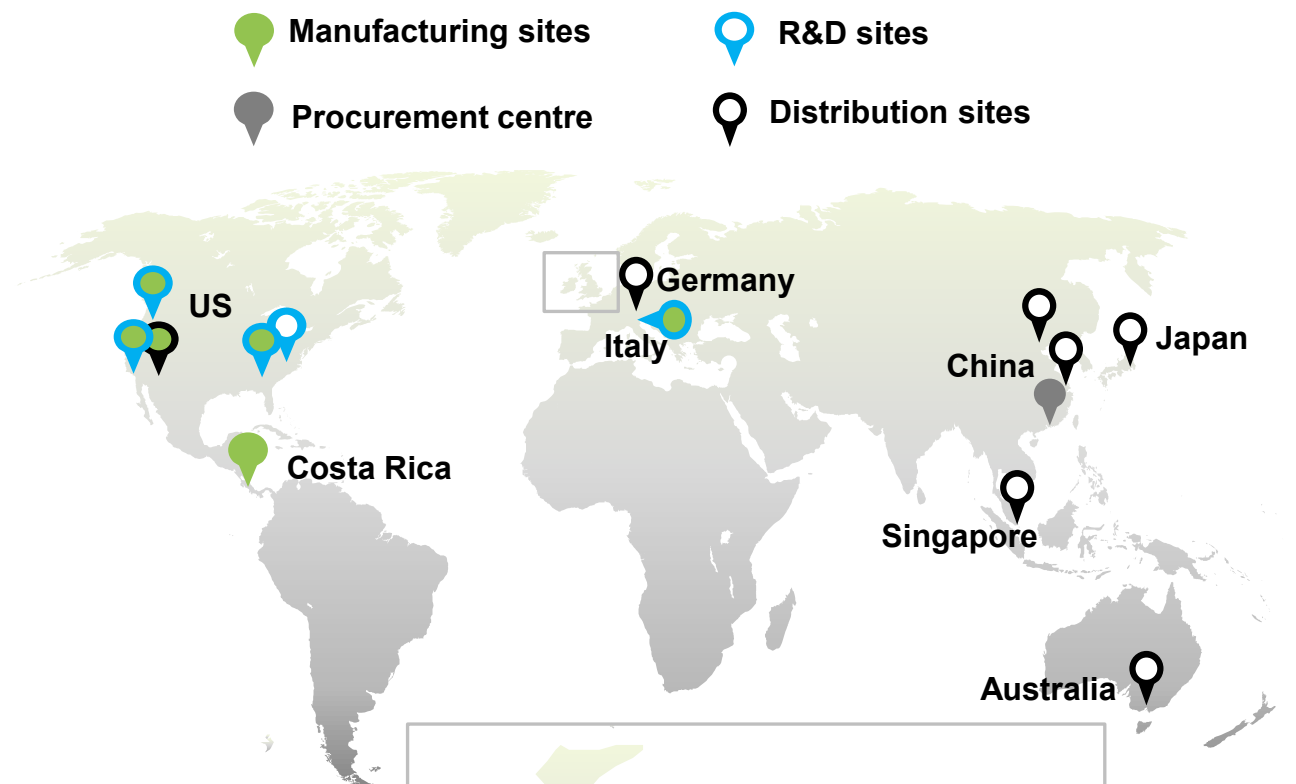 Manufacturing sites
R&D sites
Procurement centre
Distribution sites
US
Germany
Italy
Japan
China
Costa Rica
Singapore
Australia